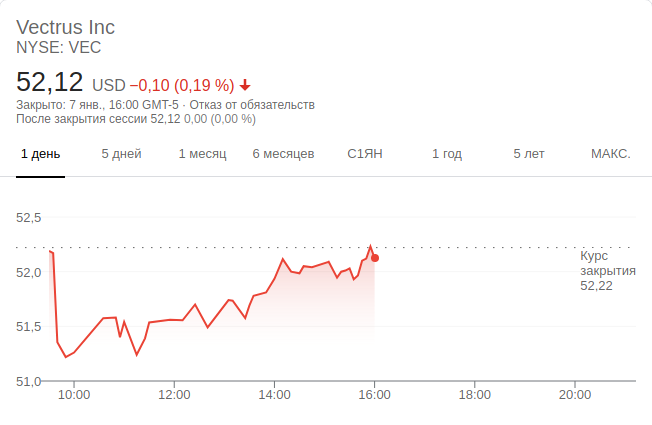 Vectrus Inc
NYSE: VEC
52,12 USD −0,10 (0,19 %)
Закрыто: 7 янв., 16:00 GMT-5 · Отказ от обязательств
После закрытия сессии 52,12 0,00 (0,00 %)
1 день 5 дней 1 месяц 6 месяцев С1ЯН 1 год 5 лет МАКС.
52,5
Курс
закрытия
52,22
52,0
51,5
51,0
10:00 12:00 14:00 16:00 18:00 20:00